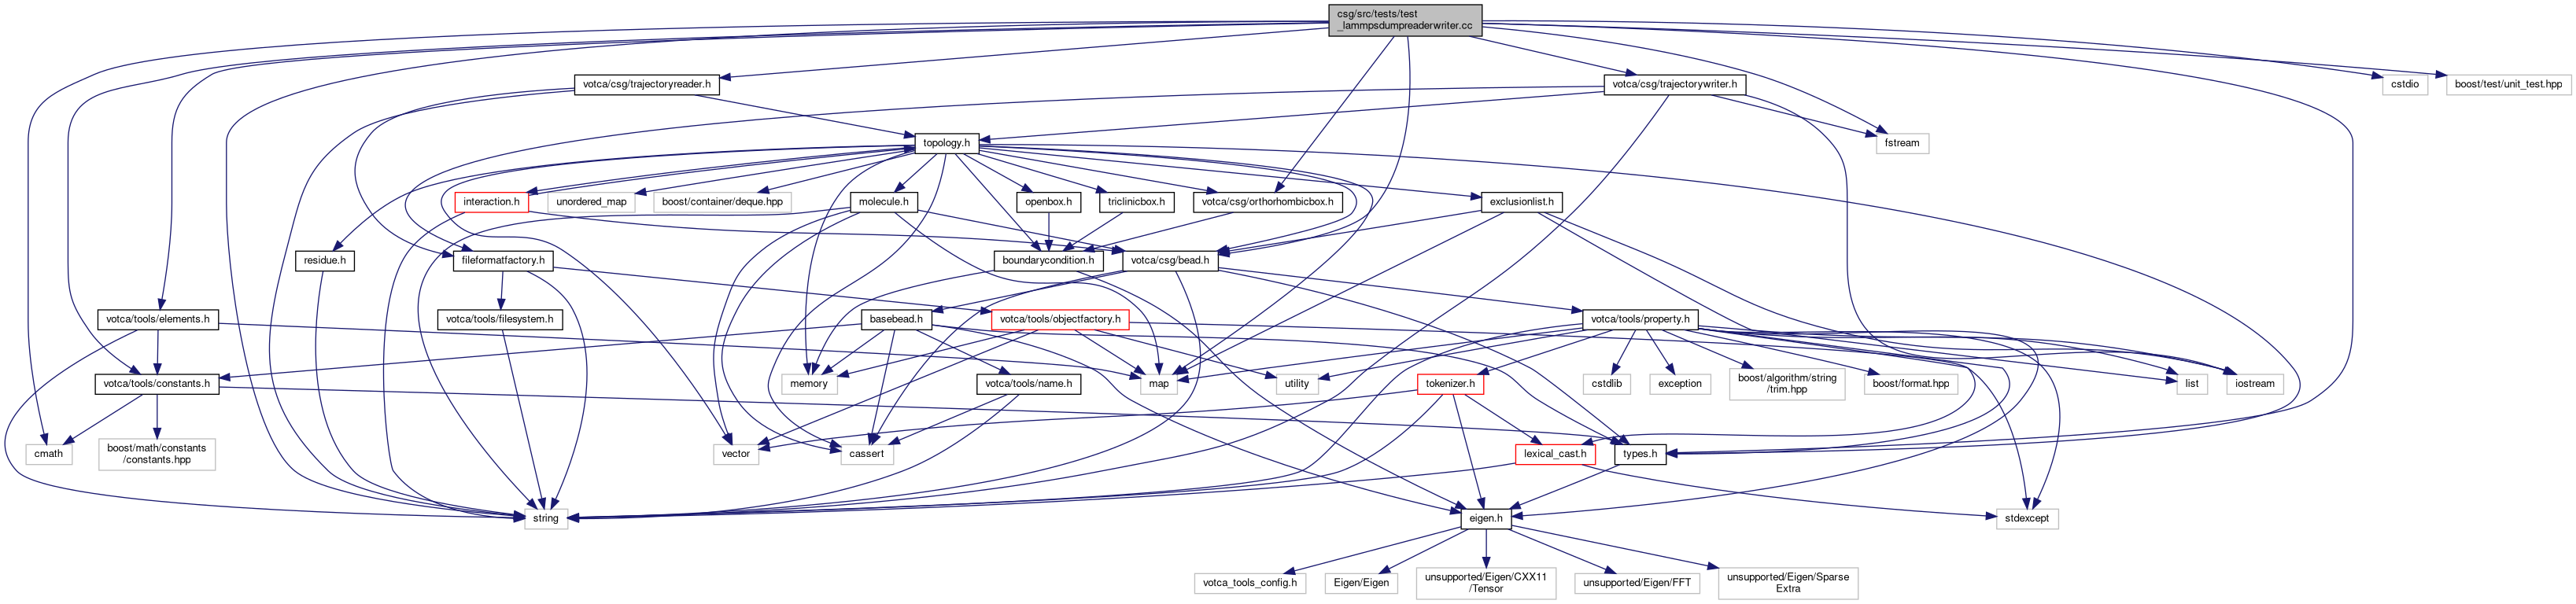 csg/src/tests/test
_lammpsdumpreaderwriter.cc
votca/csg/trajectoryreader.h
votca/csg/trajectorywriter.h
cstdio
boost/test/unit_test.hpp
topology.h
fstream
interaction.h
unordered_map
boost/container/deque.hpp
molecule.h
openbox.h
triclinicbox.h
votca/csg/orthorhombicbox.h
exclusionlist.h
residue.h
fileformatfactory.h
boundarycondition.h
votca/csg/bead.h
votca/tools/elements.h
votca/tools/filesystem.h
basebead.h
votca/tools/objectfactory.h
votca/tools/property.h
votca/tools/constants.h
memory
votca/tools/name.h
map
utility
tokenizer.h
cstdlib
exception
boost/algorithm/string
/trim.hpp
boost/format.hpp
list
iostream
cmath
boost/math/constants
/constants.hpp
vector
cassert
lexical_cast.h
types.h
string
eigen.h
stdexcept
votca_tools_config.h
Eigen/Eigen
unsupported/Eigen/CXX11
/Tensor
unsupported/Eigen/FFT
unsupported/Eigen/Sparse
Extra